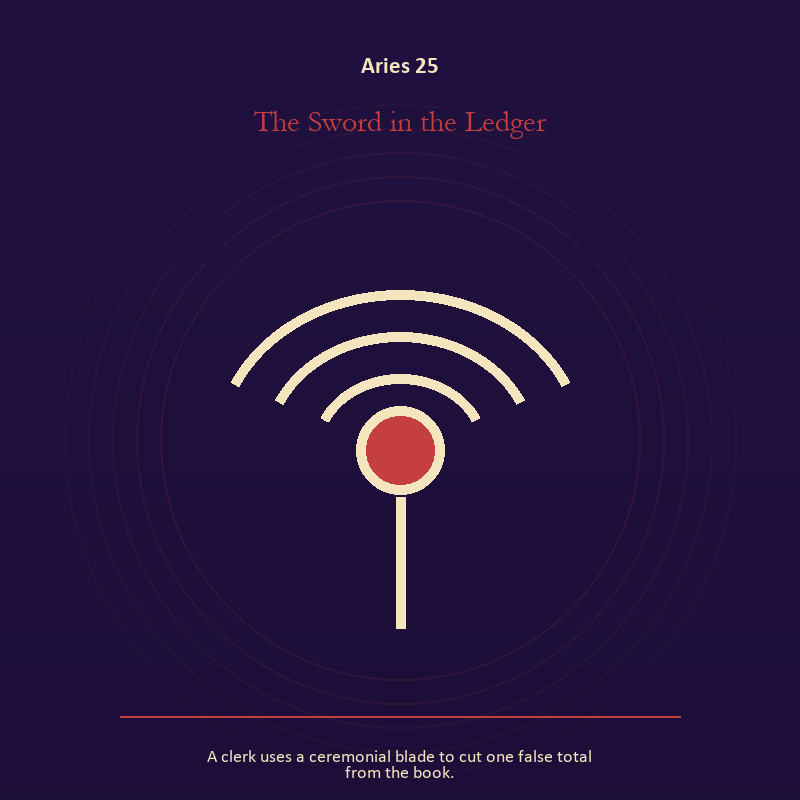 Aries 25
The Sword in the Ledger
A clerk uses a ceremonial blade to cut one false total
from the book.